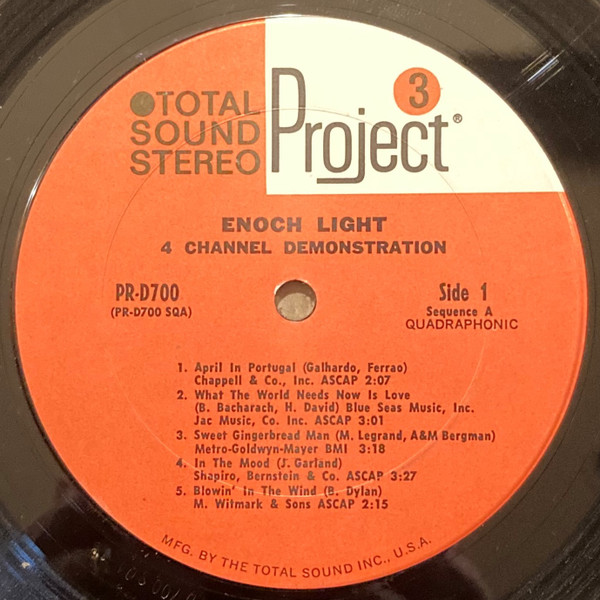 TOTAL
SOUND
STEREO
Project 3®
ENOCH LIGHT
4 CHANNEL DEMONSTRATION
PR-D700
(PR-D700 SQA)
Side 1
Sequence A
QUADRAPHONIC
1. April In Portugal (Galhardo, Ferrao)
Chappell & Co., Inc. ASCAP 2:07
2. What The World Needs Now Is Love
(B. Bacharach, H. David) Blue Seas Music, Inc.
Jac Music, Co. Inc. ASCAP 3:01
3. Sweet Gingerbread Man (M. Legrand, A&M Bergman)
Metro-Goldwyn-Mayer BMI 3:18
4. In The Mood (J. Garland)
Shapiro, Bernstein & Co. ASCAP 3:27
5. Blowin' In The Wind (B. Dylan)
M. Witmark & Sons ASCAP 2:15
MFG. BY THE TOTAL SOUND INC., U.S.A.